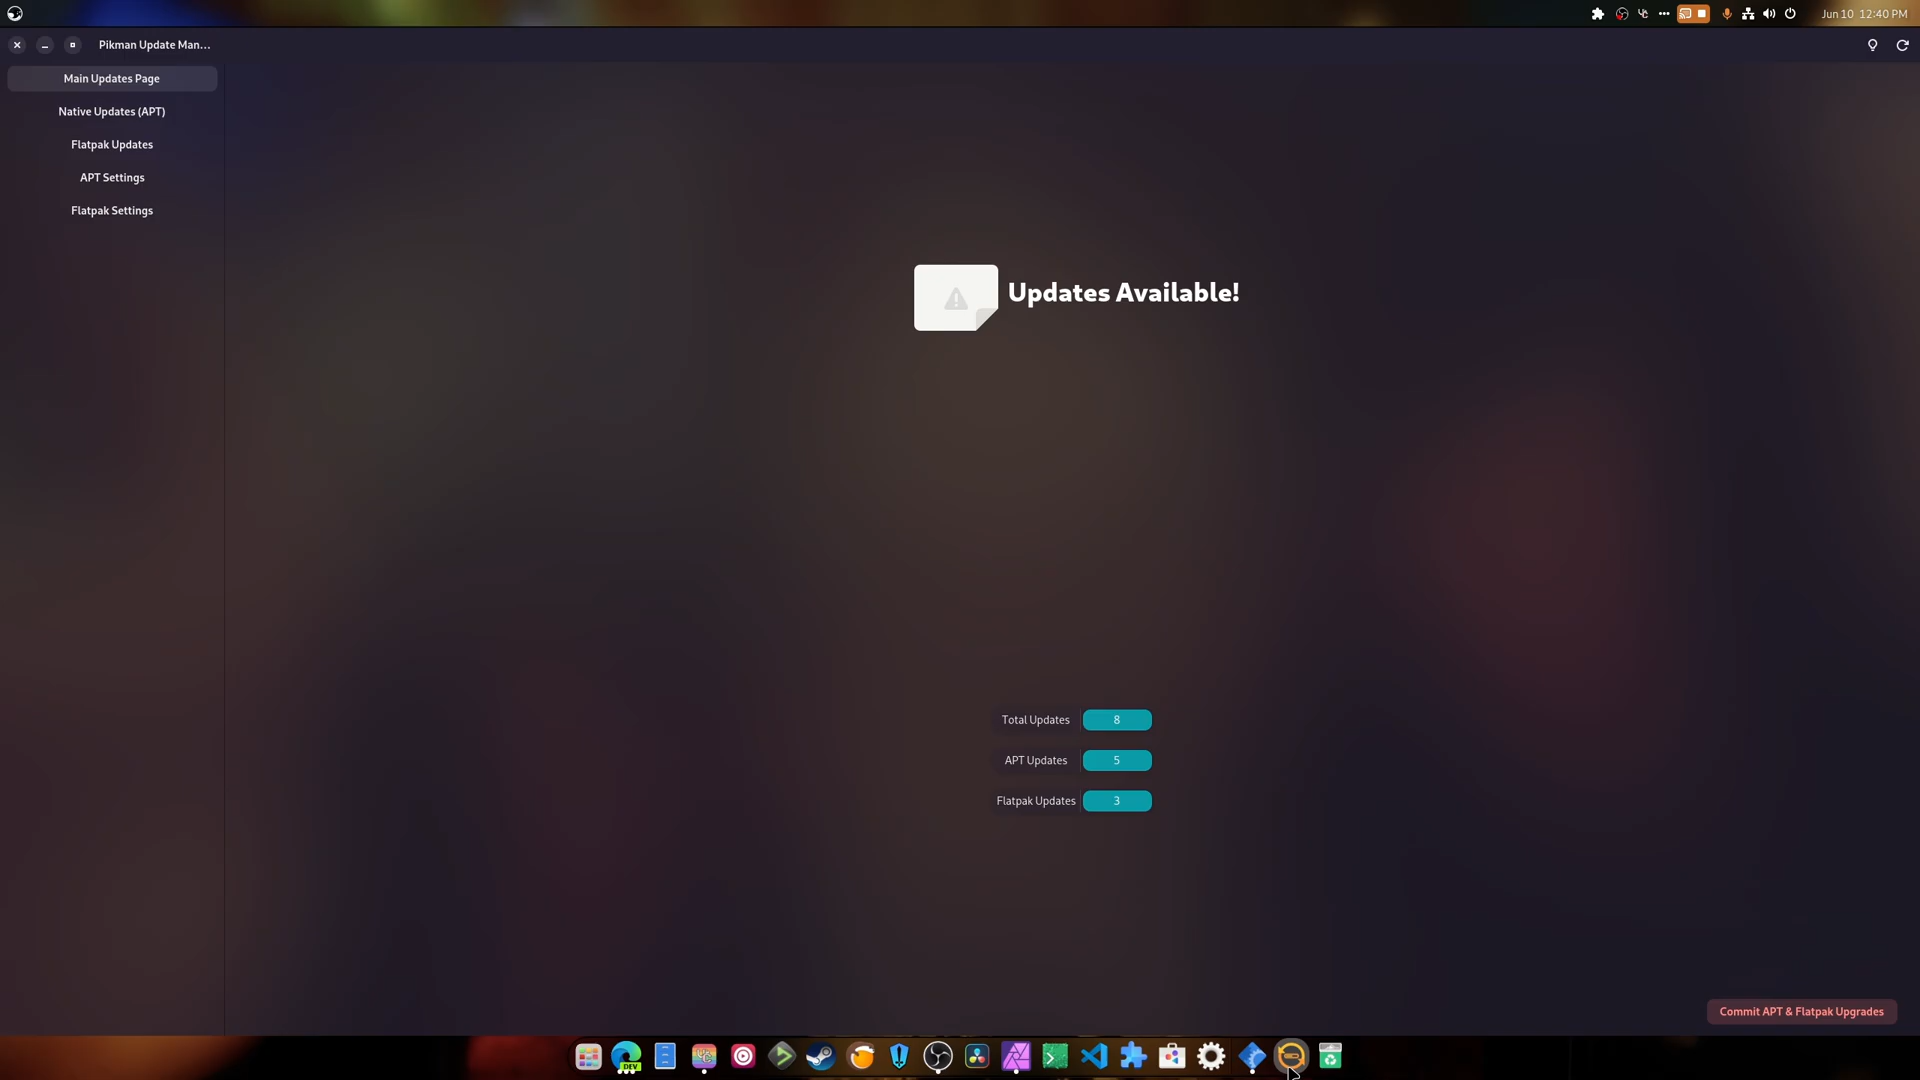 Jun 10 12:40 PM
Pikman Update Man...
Main Updates Page
Native Updates (APT)
Flatpak Updates
APT Settings
Flatpak Settings
Updates Available!
Total Updates 8
APT Updates 5
Flatpak Updates 3
Commit APT & Flatpak Upgrades
DEV